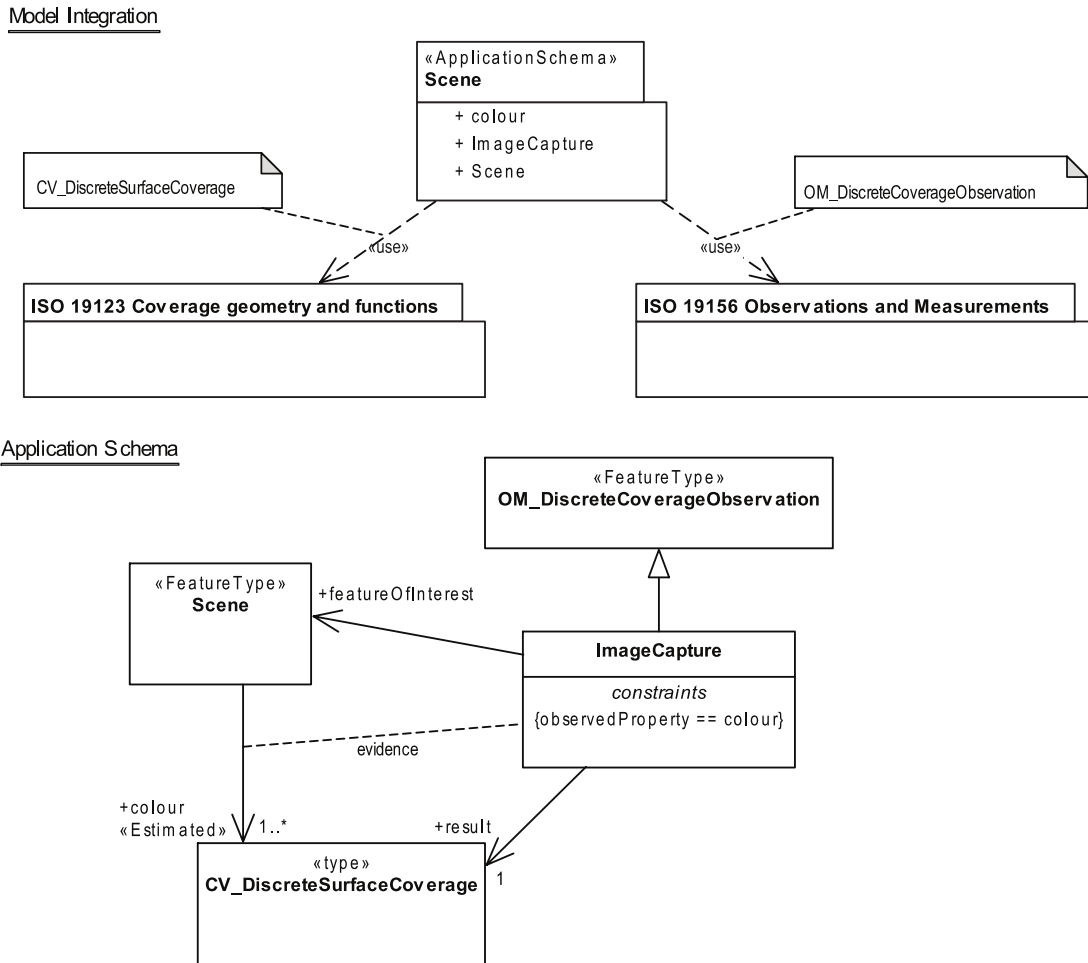 Model Integration
«ApplicationSchema»
Scene
+ colour
+ ImageCapture
+ Scene
CV_DiscreteSurfaceCoverage
OM_DiscreteCoverageObservation
«use»
«use»
ISO 19123 Coverage geometry and functions
ISO 19156 Observations and Measurements
Application Schema
«FeatureType»
OM_DiscreteCoverageObservation
«FeatureType»
Scene
+featureOfInterest
ImageCapture
constraints
{observedProperty == colour}
evidence
+colour
«Estimated»
1..*
+result
1
«type»
CV_DiscreteSurfaceCoverage